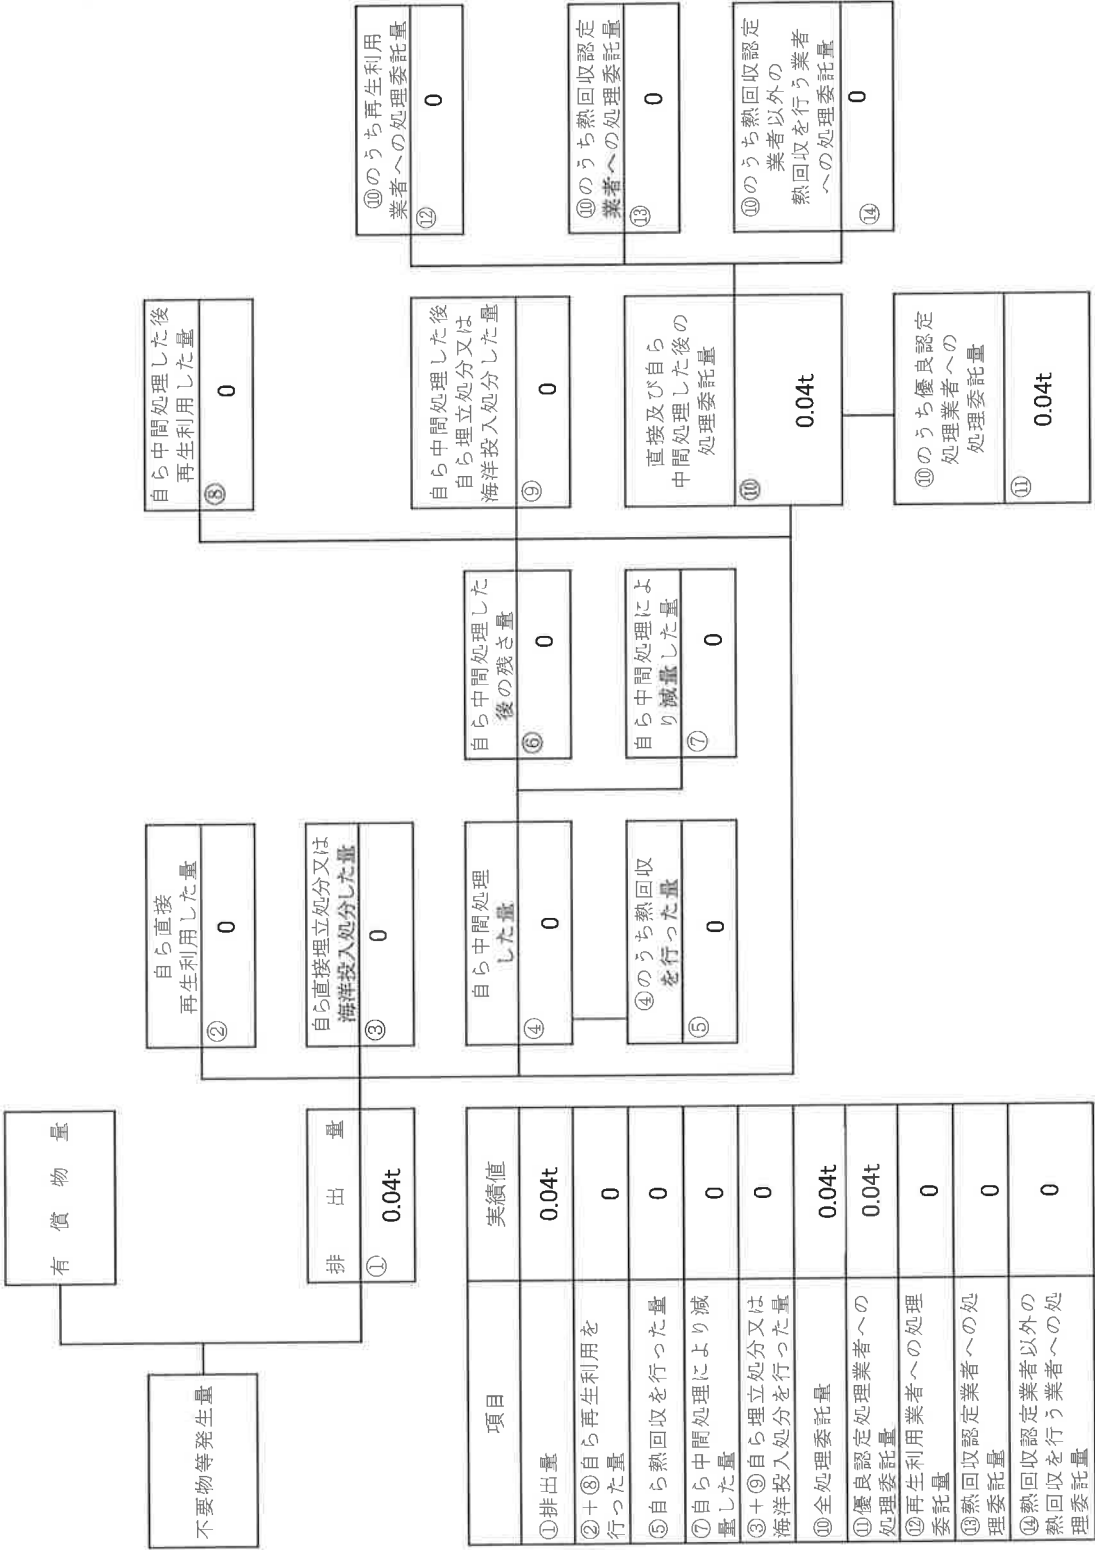 不要物等発生量
有償物量
排出量
①
0.04t
自ら直接
再生利用した量
②
0
自ら直接埋立処分又は
海洋投入処分した量
③
0
自ら中間処理
した量
④
0
④のうち熱回収
を行った量
⑤
0
自ら中間処理した
後の残さ量
⑥
0
自ら中間処理によ
り減量した量
⑦
0
自ら中間処理した後
再生利用した量
⑧
0
自ら中間処理した後
自ら埋立処分又は
海洋投入処分した量
⑨
0
直接及び自ら
中間処理した後の
処理委託量
⑩
0.04t
⑩のうち優良認定
処理業者への
処理委託量
⑪
0.04t
⑩のうち再生利用
業者への処理委託量
⑫
0
⑩のうち熱回収認定
業者への処理委託量
⑬
0
⑩のうち熱回収認定
業者以外の
熱回収を行う業者
への処理委託量
⑭
0
項目
実績値
①排出量
0.04t
②+⑧自ら再生利用を
行った量
0
⑤自ら熱回収を行った量
0
⑦自ら中間処理により減
量した量
0
③+⑨自ら埋立処分又は
海洋投入処分を行った量
0
⑩全処理委託量
0.04t
⑪優良認定処理業者への
処理委託量
0.04t
⑫再生利用業者への処理
委託量
0
⑬熱回収認定業者への処
理委託量
0
⑭熱回収認定業者以外の
熱回収を行う業者への処
理委託量
0